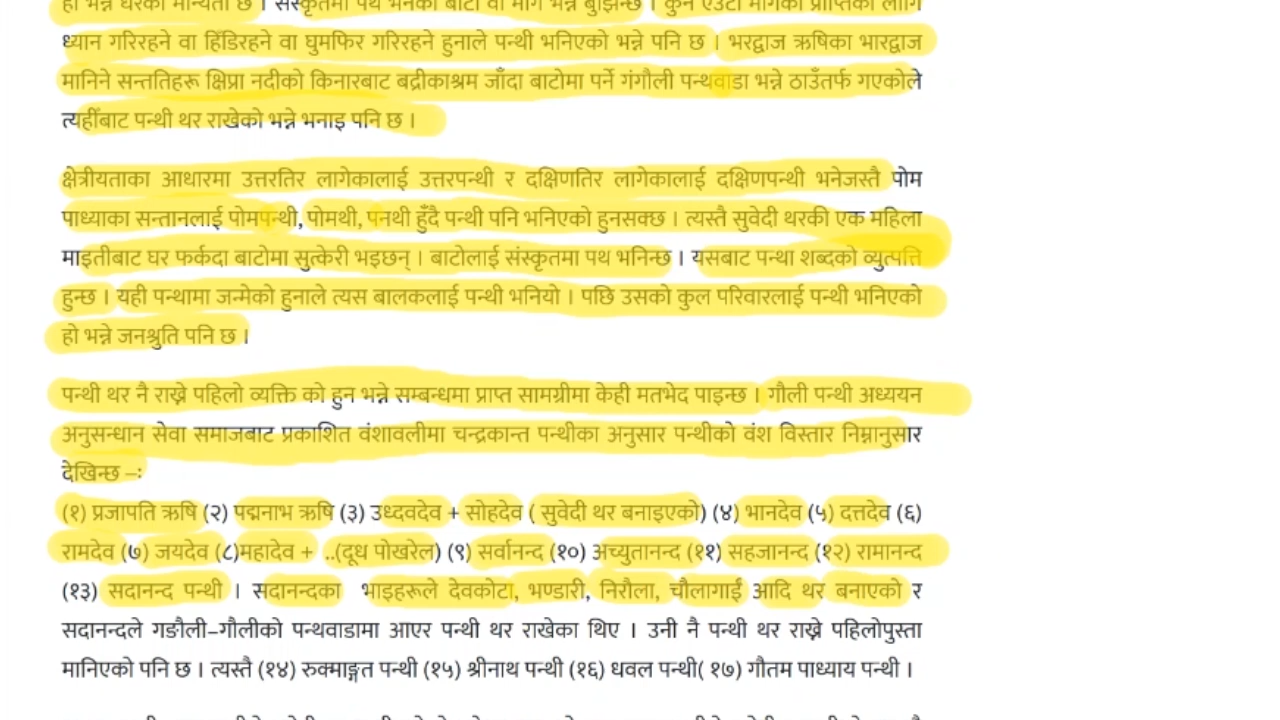 हो भन्ने धेरैको मान्यता छ । संस्कृतमा पथ भनेको बाटो वा मार्ग भन्ने बुझिन्छ । कुनै एउटा मार्गको प्राप्तिको लागि
ध्यान गरिरहने वा हिँडिरहने वा घुमफिर गरिरहने हुनाले पन्थी भनिएको भन्ने पनि छ । भरद्वाज ऋषिका भारद्वाज
मानिने सन्ततिहरू क्षिप्रा नदीको किनारबाट बद्रीकाश्रम जाँदा बाटोमा पर्ने गंगौली पन्थवाडा भन्ने ठाउँतर्फ गएकोले
त्यहीँबाट पन्थी थर राखेको भन्ने भनाइ पनि छ ।
क्षेत्रीयताका आधारमा उत्तरतिर लागेकालाई उत्तरपन्थी र दक्षिणतिर लागेकालाई दक्षिणपन्थी भनेजस्तै पोम
पाध्याका सन्तानलाई पोमपन्थी, पोमथी, पनथी हुँदै पन्थी पनि भनिएको हुनसक्छ । त्यस्तै सुवेदी थरकी एक महिला
माइतीबाट घर फर्कदा बाटोमा सुत्केरी भइछन् । बाटोलाई संस्कृतमा पथ भनिन्छ । यसबाट पन्था शब्दको व्युत्पत्ति
हुन्छ । यही पन्थामा जन्मेको हुनाले त्यस बालकलाई पन्थी भनियो । पछि उसको कुल परिवारलाई पन्थी भनिएको
हो भन्ने जनश्रुति पनि छ ।
पन्थी थर नै राख्ने पहिलो व्यक्ति को हुन भन्ने सम्बन्धमा प्राप्त सामग्रीमा केही मतभेद पाइन्छ । गौली पन्थी अध्ययन
अनुसन्धान सेवा समाजबाट प्रकाशित वंशावलीमा चन्द्रकान्त पन्थीका अनुसार पन्थीको वंश विस्तार निम्नानुसार
देखिन्छ –:
(१) प्रजापति ऋषि (२) पद्मनाभ ऋषि (३) उध्दवदेव + सोहदेव ( सुवेदी थर बनाइएको) (४) भानदेव (५) दत्तदेव (६)
रामदेव (७) जयदेव (८)महादेव + ..(दूध पोखरेल) (९) सर्वानन्द (१०) अच्युतानन्द (११) सहजानन्द (१२) रामानन्द
(१३) सदानन्द पन्थी । सदानन्दका भाइहरूले देवकोटा, भण्डारी, निरौला, चौलागाईं आदि थर बनाएको र
सदानन्दले गङौली–गौलीको पन्थवाडामा आएर पन्थी थर राखेका थिए । उनी नै पन्थी थर राख्ने पहिलोपुस्ता
मानिएको पनि छ । त्यस्तै (१४) रुक्माङ्गत पन्थी (१५) श्रीनाथ पन्थी (१६) धवल पन्थी( १७) गौतम पाध्याय पन्थी ।